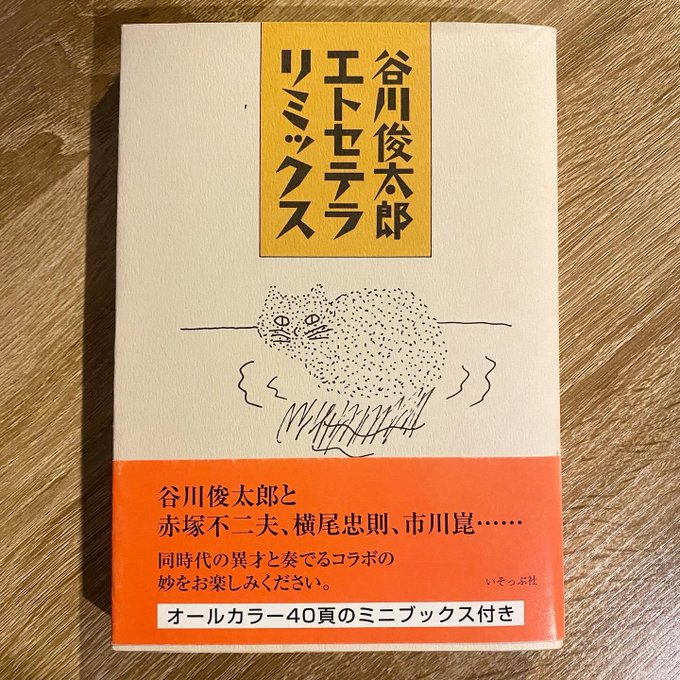 谷川俊太郎
エトセテラ
リミックス
谷川俊太郎と
赤塚不二夫、横尾忠則、市川崑……
同時代の異才と奏でるコラボの
妙をお楽しみください。
いそっぷ社
オールカラー40頁のミニブックス付き